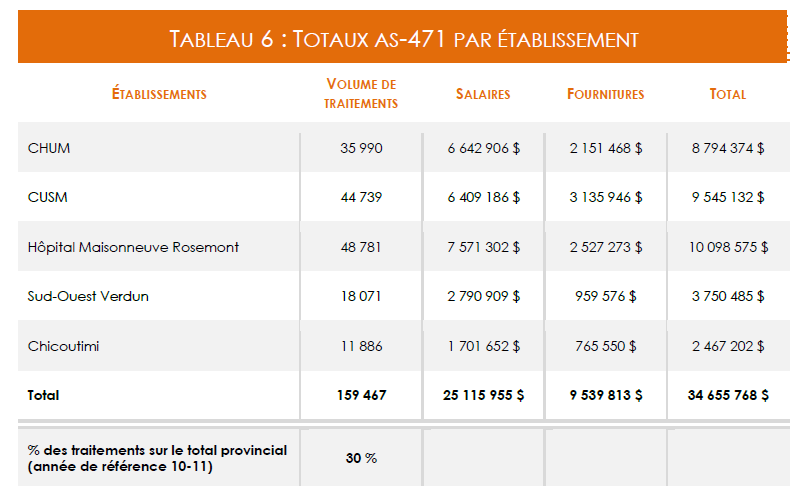 TABLEAU 6 : TOTAUX AS-471 PAR ÉTABLISSEMENT
ÉTABLISSEMENTS VOLUME DE TRAITEMENTS SALAIRES FOURNITURES TOTAL
CHUM 35 990 6 642 906 $ 2 151 468 $ 8 794 374 $
CUSM 44 739 6 409 186 $ 3 135 946 $ 9 545 132 $
Hôpital Maisonneuve Rosemont 48 781 7 571 302 $ 2 527 273 $ 10 098 575 $
Sud-Ouest Verdun 18 071 2 790 909 $ 959 576 $ 3 750 485 $
Chicoutimi 11 886 1 701 652 $ 765 550 $ 2 467 202 $
Total 159 467 25 115 955 $ 9 539 813 $ 34 655 768 $
% des traitements sur le total provincial
(année de référence 10-11) 30 %